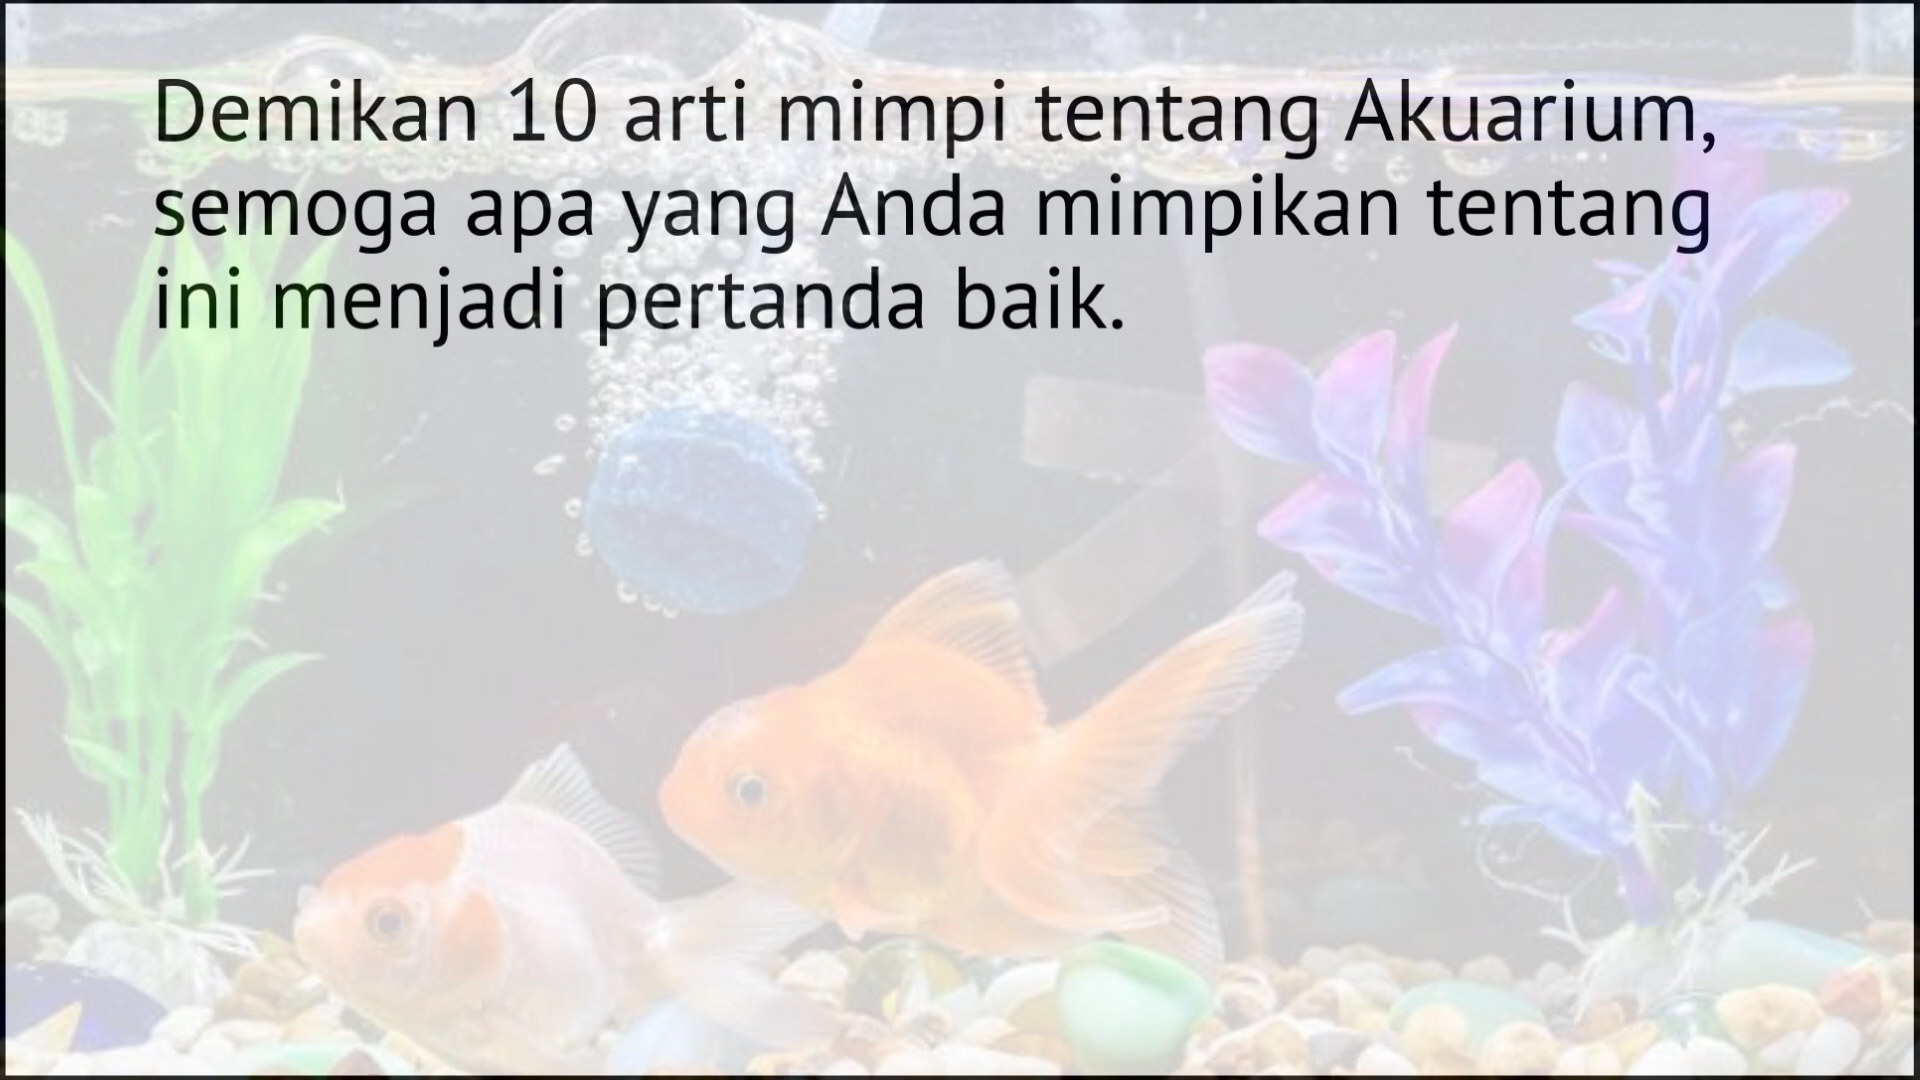 Demikan 10 arti mimpi tentang Akuarium,
semoga apa yang Anda mimpikan tentang
ini menjadi pertanda baik.